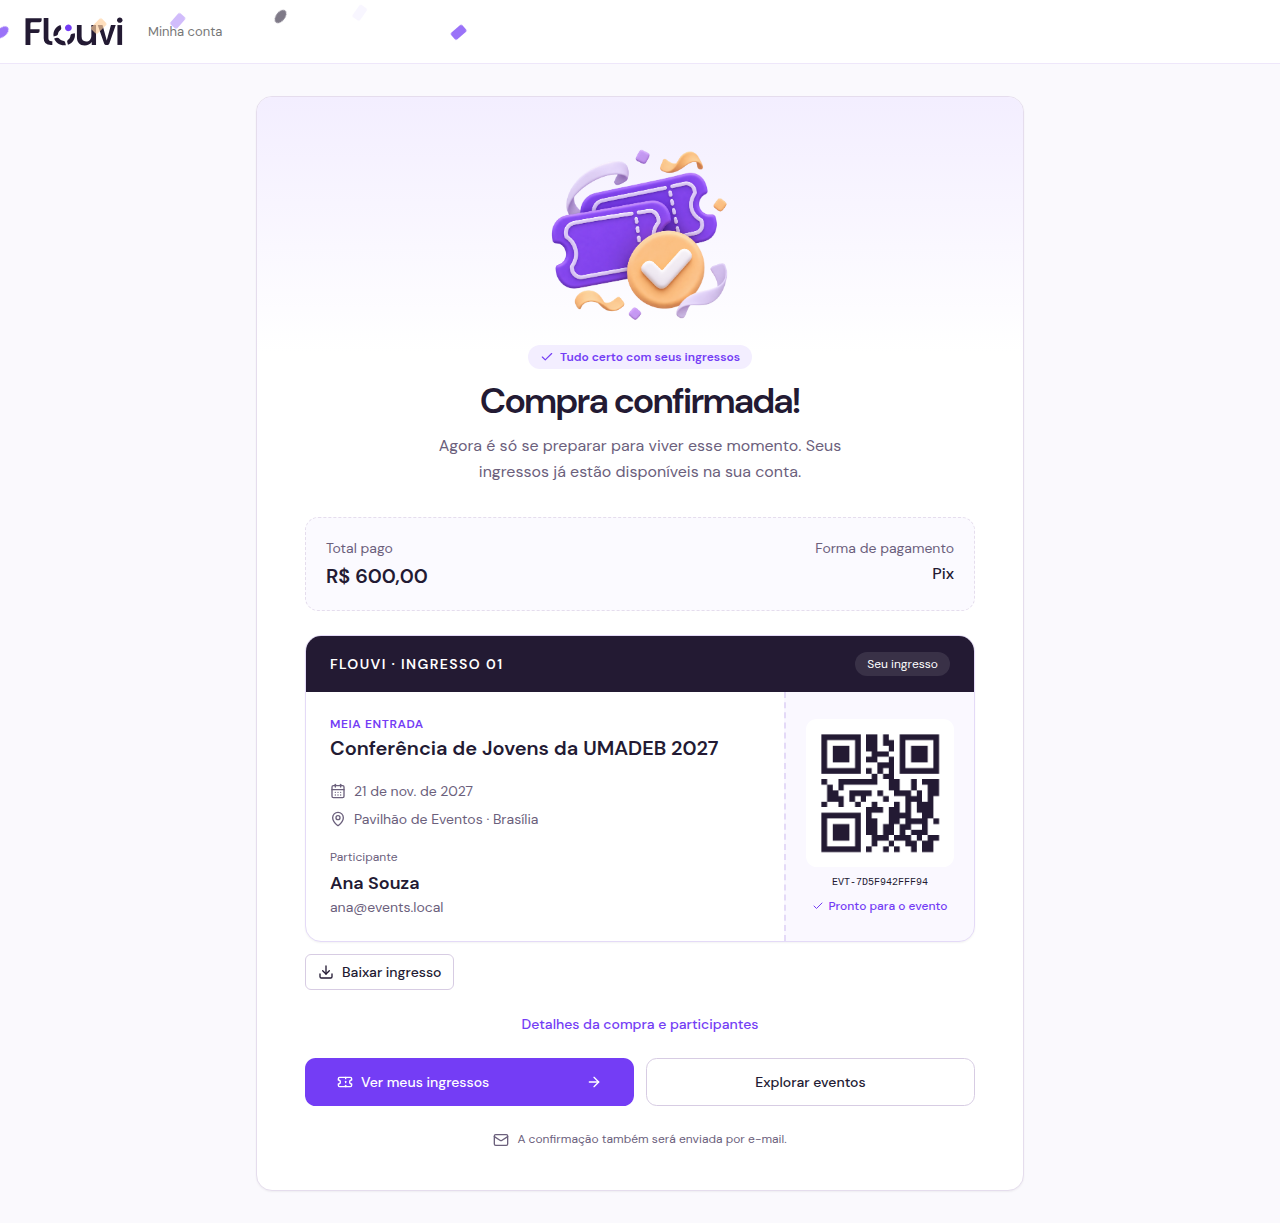 Flouvi
Minha conta
Tudo certo com seus ingressos
Compra confirmada!
Agora é só se preparar para viver esse momento. Seus
ingressos já estão disponíveis na sua conta.
Total pago
R$ 600,00
Forma de pagamento
Pix
FLOUVI · INGRESSO 01
Seu ingresso
MEIA ENTRADA
Conferência de Jovens da UMADEB 2027
21 de nov. de 2027
Pavilhão de Eventos · Brasília
Participante
Ana Souza
ana@events.local
EVT-7D5F942FFF94
Pronto para o evento
Baixar ingresso
Detalhes da compra e participantes
Ver meus ingressos
Explorar eventos
A confirmação também será enviada por e-mail.